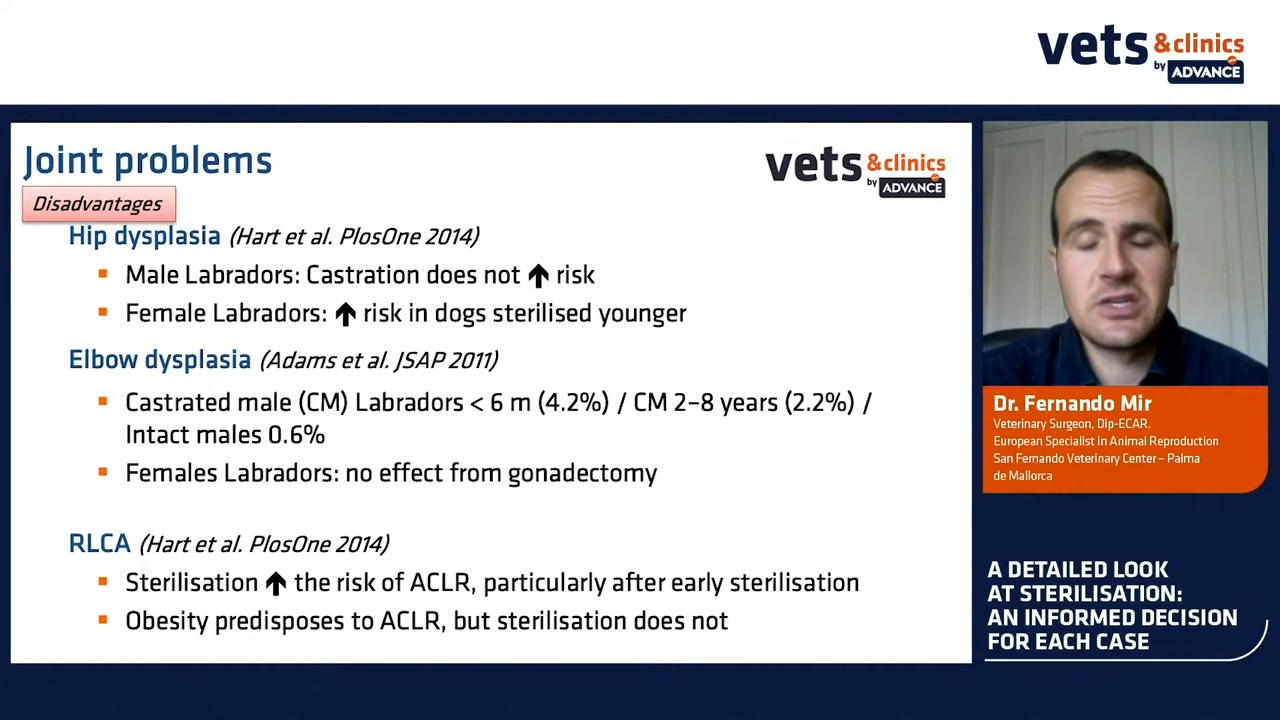 vets &clinics
by ADVANCE
Joint problems
vets &clinics
by ADVANCE
Disadvantages
Hip dysplasia (Hart et al. PlosOne 2014)
▪ Male Labradors: Castration does not ↑ risk
▪ Female Labradors: ↑ risk in dogs sterilised younger
Elbow dysplasia (Adams et al. JSAP 2011)
▪ Castrated male (CM) Labradors < 6 m (4.2%) / CM 2–8 years (2.2%) /
Intact males 0.6%
▪ Females Labradors: no effect from gonadectomy
RLCA (Hart et al. PlosOne 2014)
▪ Sterilisation ↑ the risk of ACLR, particularly after early sterilisation
▪ Obesity predisposes to ACLR, but sterilisation does not
Dr. Fernando Mir
Veterinary Surgeon, Dip-ECAR.
European Specialist in Animal Reproduction
San Fernando Veterinary Center – Palma
de Mallorca
A DETAILED LOOK
AT STERILISATION:
AN INFORMED DECISION
FOR EACH CASE